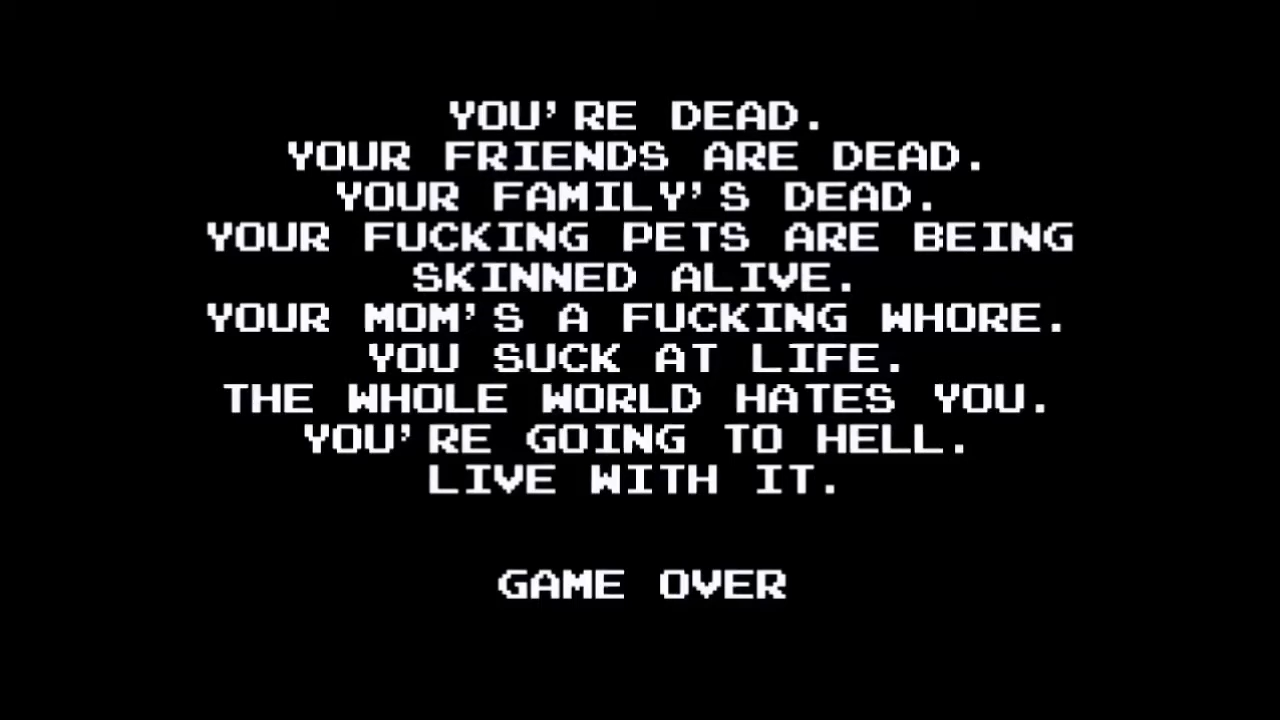 YOU'RE DEAD.
YOUR FRIENDS ARE DEAD.
YOUR FAMILY'S DEAD.
YOUR FUCKING PETS ARE BEING
SKINNED ALIVE.
YOUR MOM'S A FUCKING WHORE.
YOU SUCK AT LIFE.
THE WHOLE WORLD HATES YOU.
YOU'RE GOING TO HELL.
LIVE WITH IT.
GAME OVER